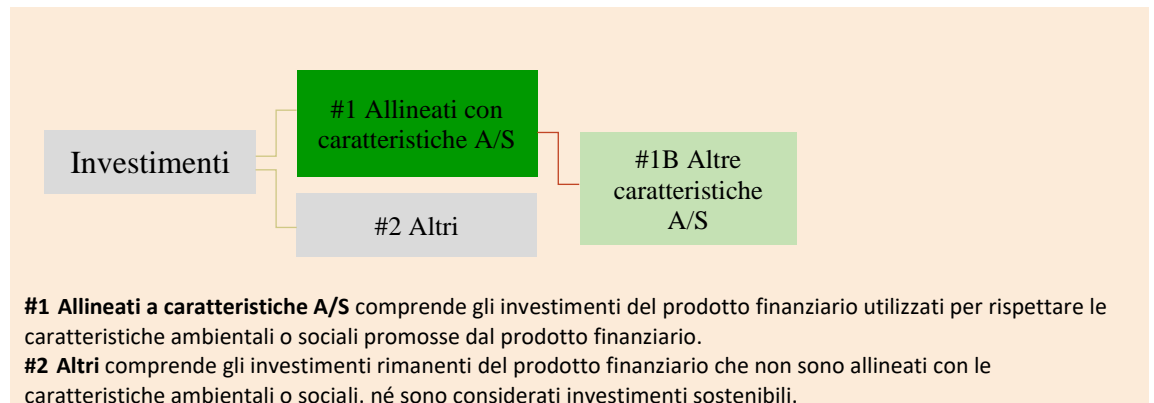 #1 Allineati con
caratteristiche A/S
Investimenti
#1B Altre
caratteristiche
A/S
#2 Altri
#1 Allineati a caratteristiche A/S comprende gli investimenti del prodotto finanziario utilizzati per rispettare le
caratteristiche ambientali o sociali promosse dal prodotto finanziario.
#2 Altri comprende gli investimenti rimanenti del prodotto finanziario che non sono allineati con le
caratteristiche ambientali o sociali, né sono considerati investimenti sostenibili.